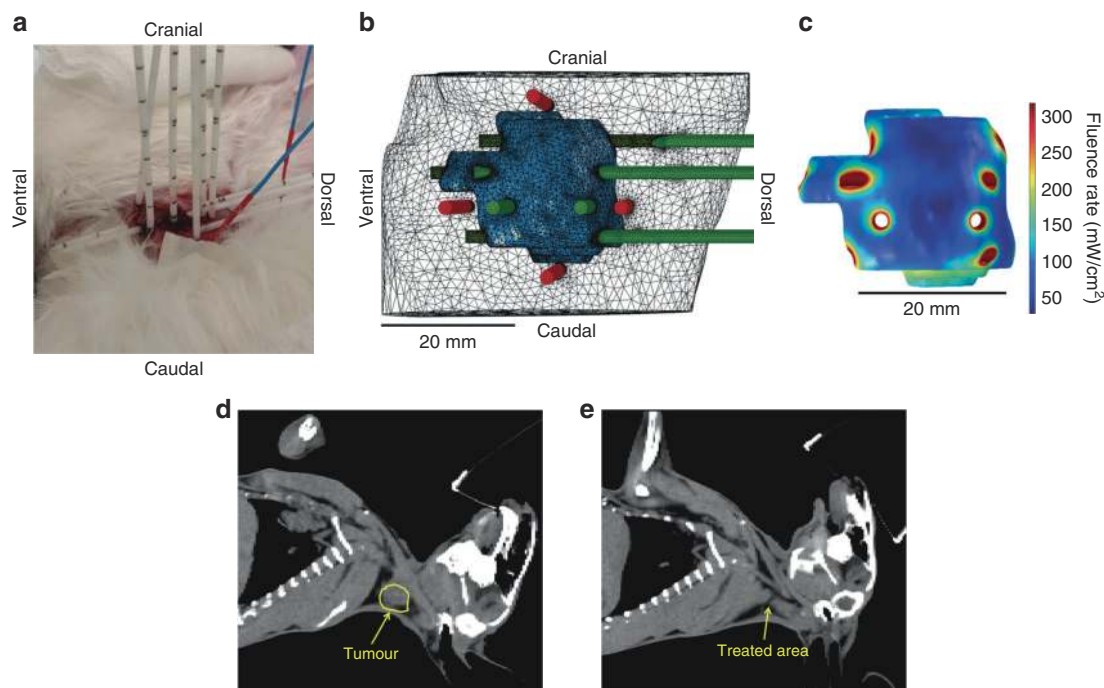 a
Cranial
Ventral
Dorsal
Caudal
b
Cranial
Ventral
Dorsal
20 mm
Caudal
c
300
250
200
150
100
50
Fluence rate (mW/cm²)
20 mm
d
Tumour
e
Treated area